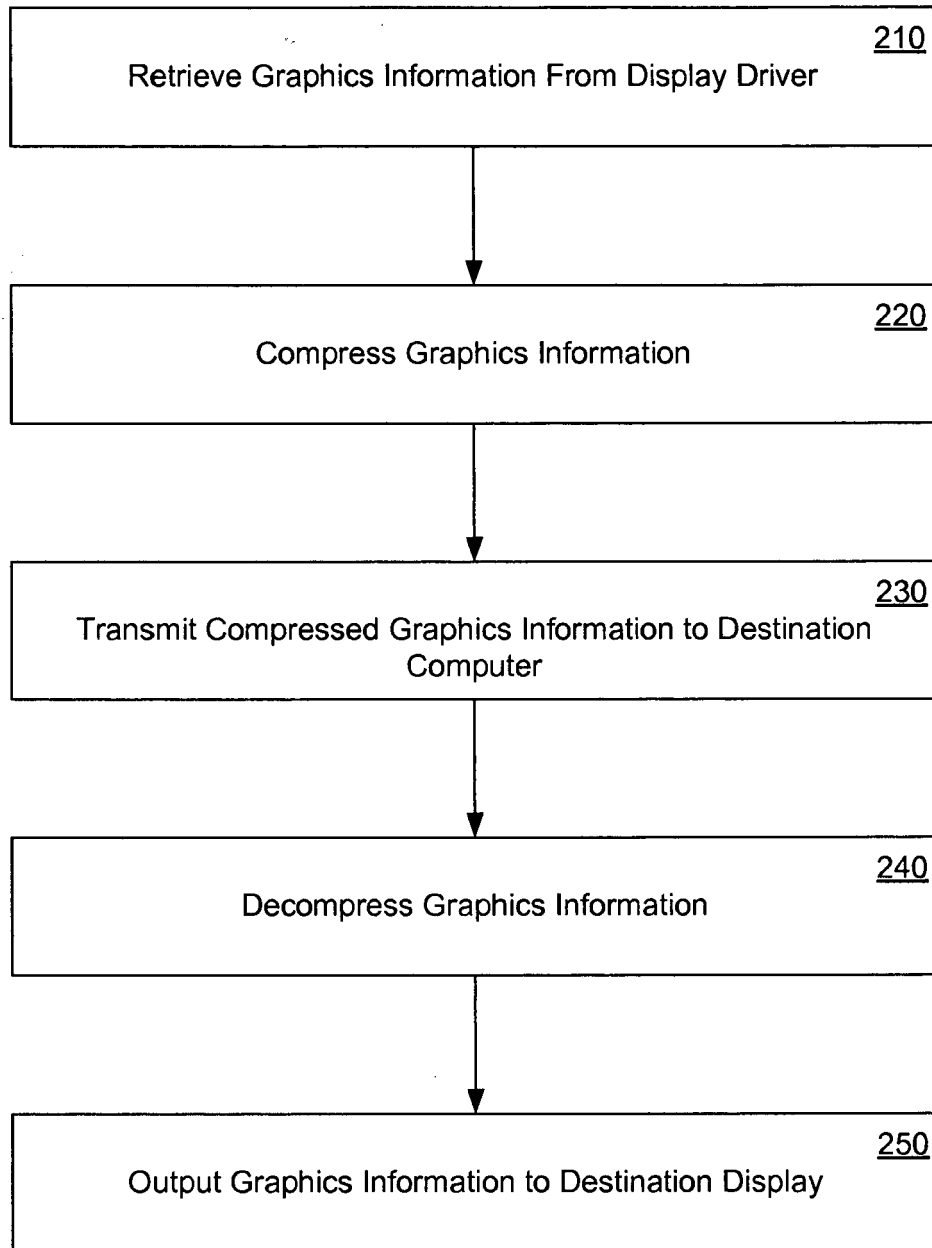 210
Retrieve Graphics Information From Display Driver
220
Compress Graphics Information
230
Transmit Compressed Graphics Information to Destination
Computer
240
Decompress Graphics Information
250
Output Graphics Information to Destination Display